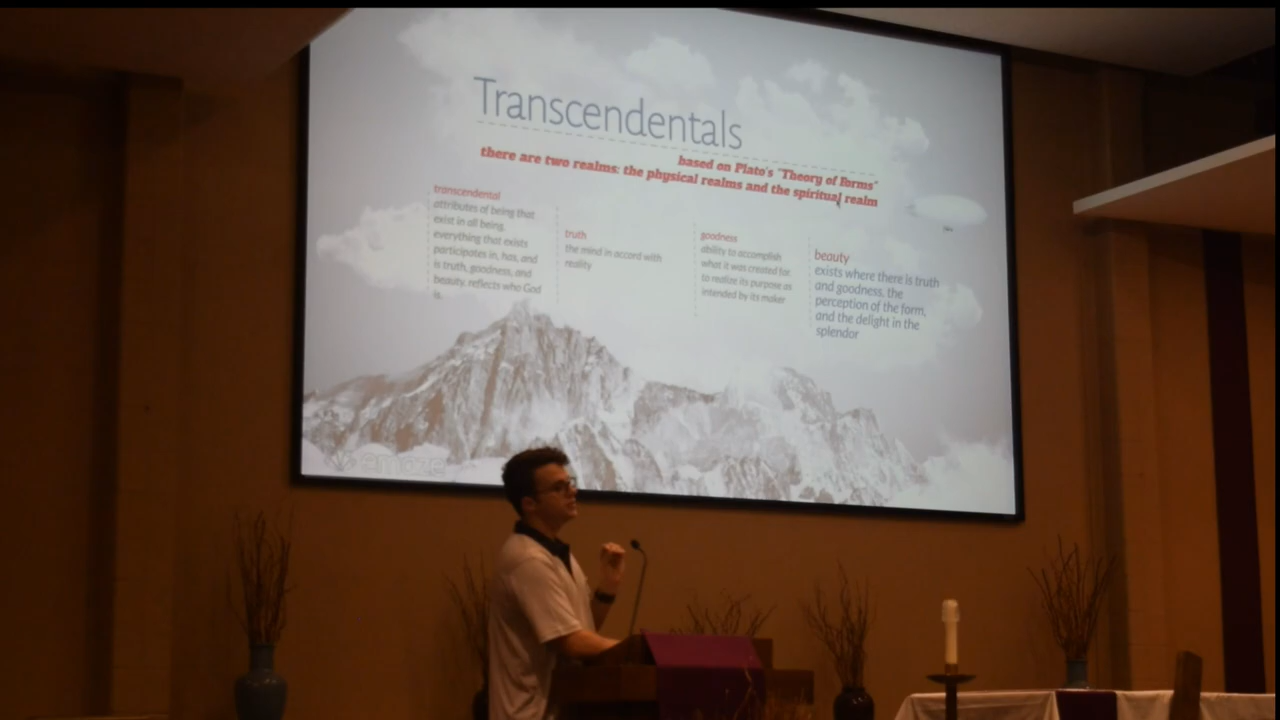 Transcendentals
based on Plato's "Theory of Forms"
there are two realms: the physical realms and the spiritual realm
transcendental
attributes of being that
exist in all being.
everything that exists
participates in, has, and
is truth, goodness, and
beauty, reflects who God
is.
truth
the mind in accord with
reality
goodness
ability to accomplish
what it was created for
to realize its purpose as
intended by its maker
beauty
exists where there is truth
and goodness, the
perception of the form,
and the delight in the
splendor
emaze